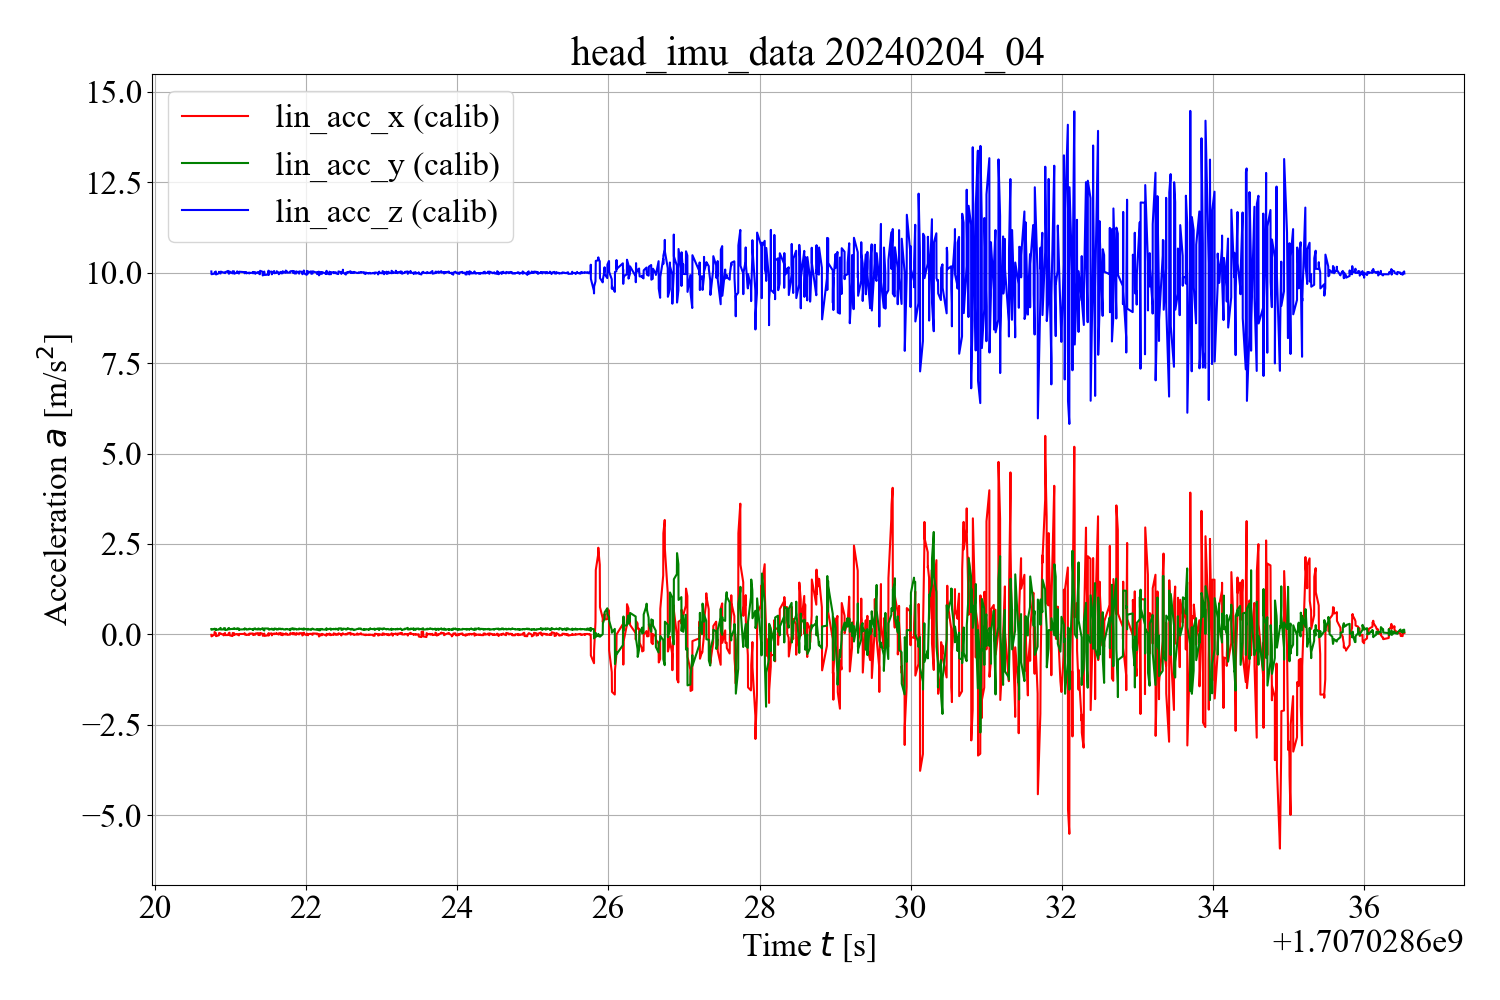 head_imu_data 20240204_04
15.0
12.5
10.0
7.5
5.0
2.5
0.0
−2.5
−5.0
Acceleration a [m/s²]
lin_acc_x (calib)
lin_acc_y (calib)
lin_acc_z (calib)
20 22 24 26 28 30 32 34 36
+1.7070286e9
Time t [s]